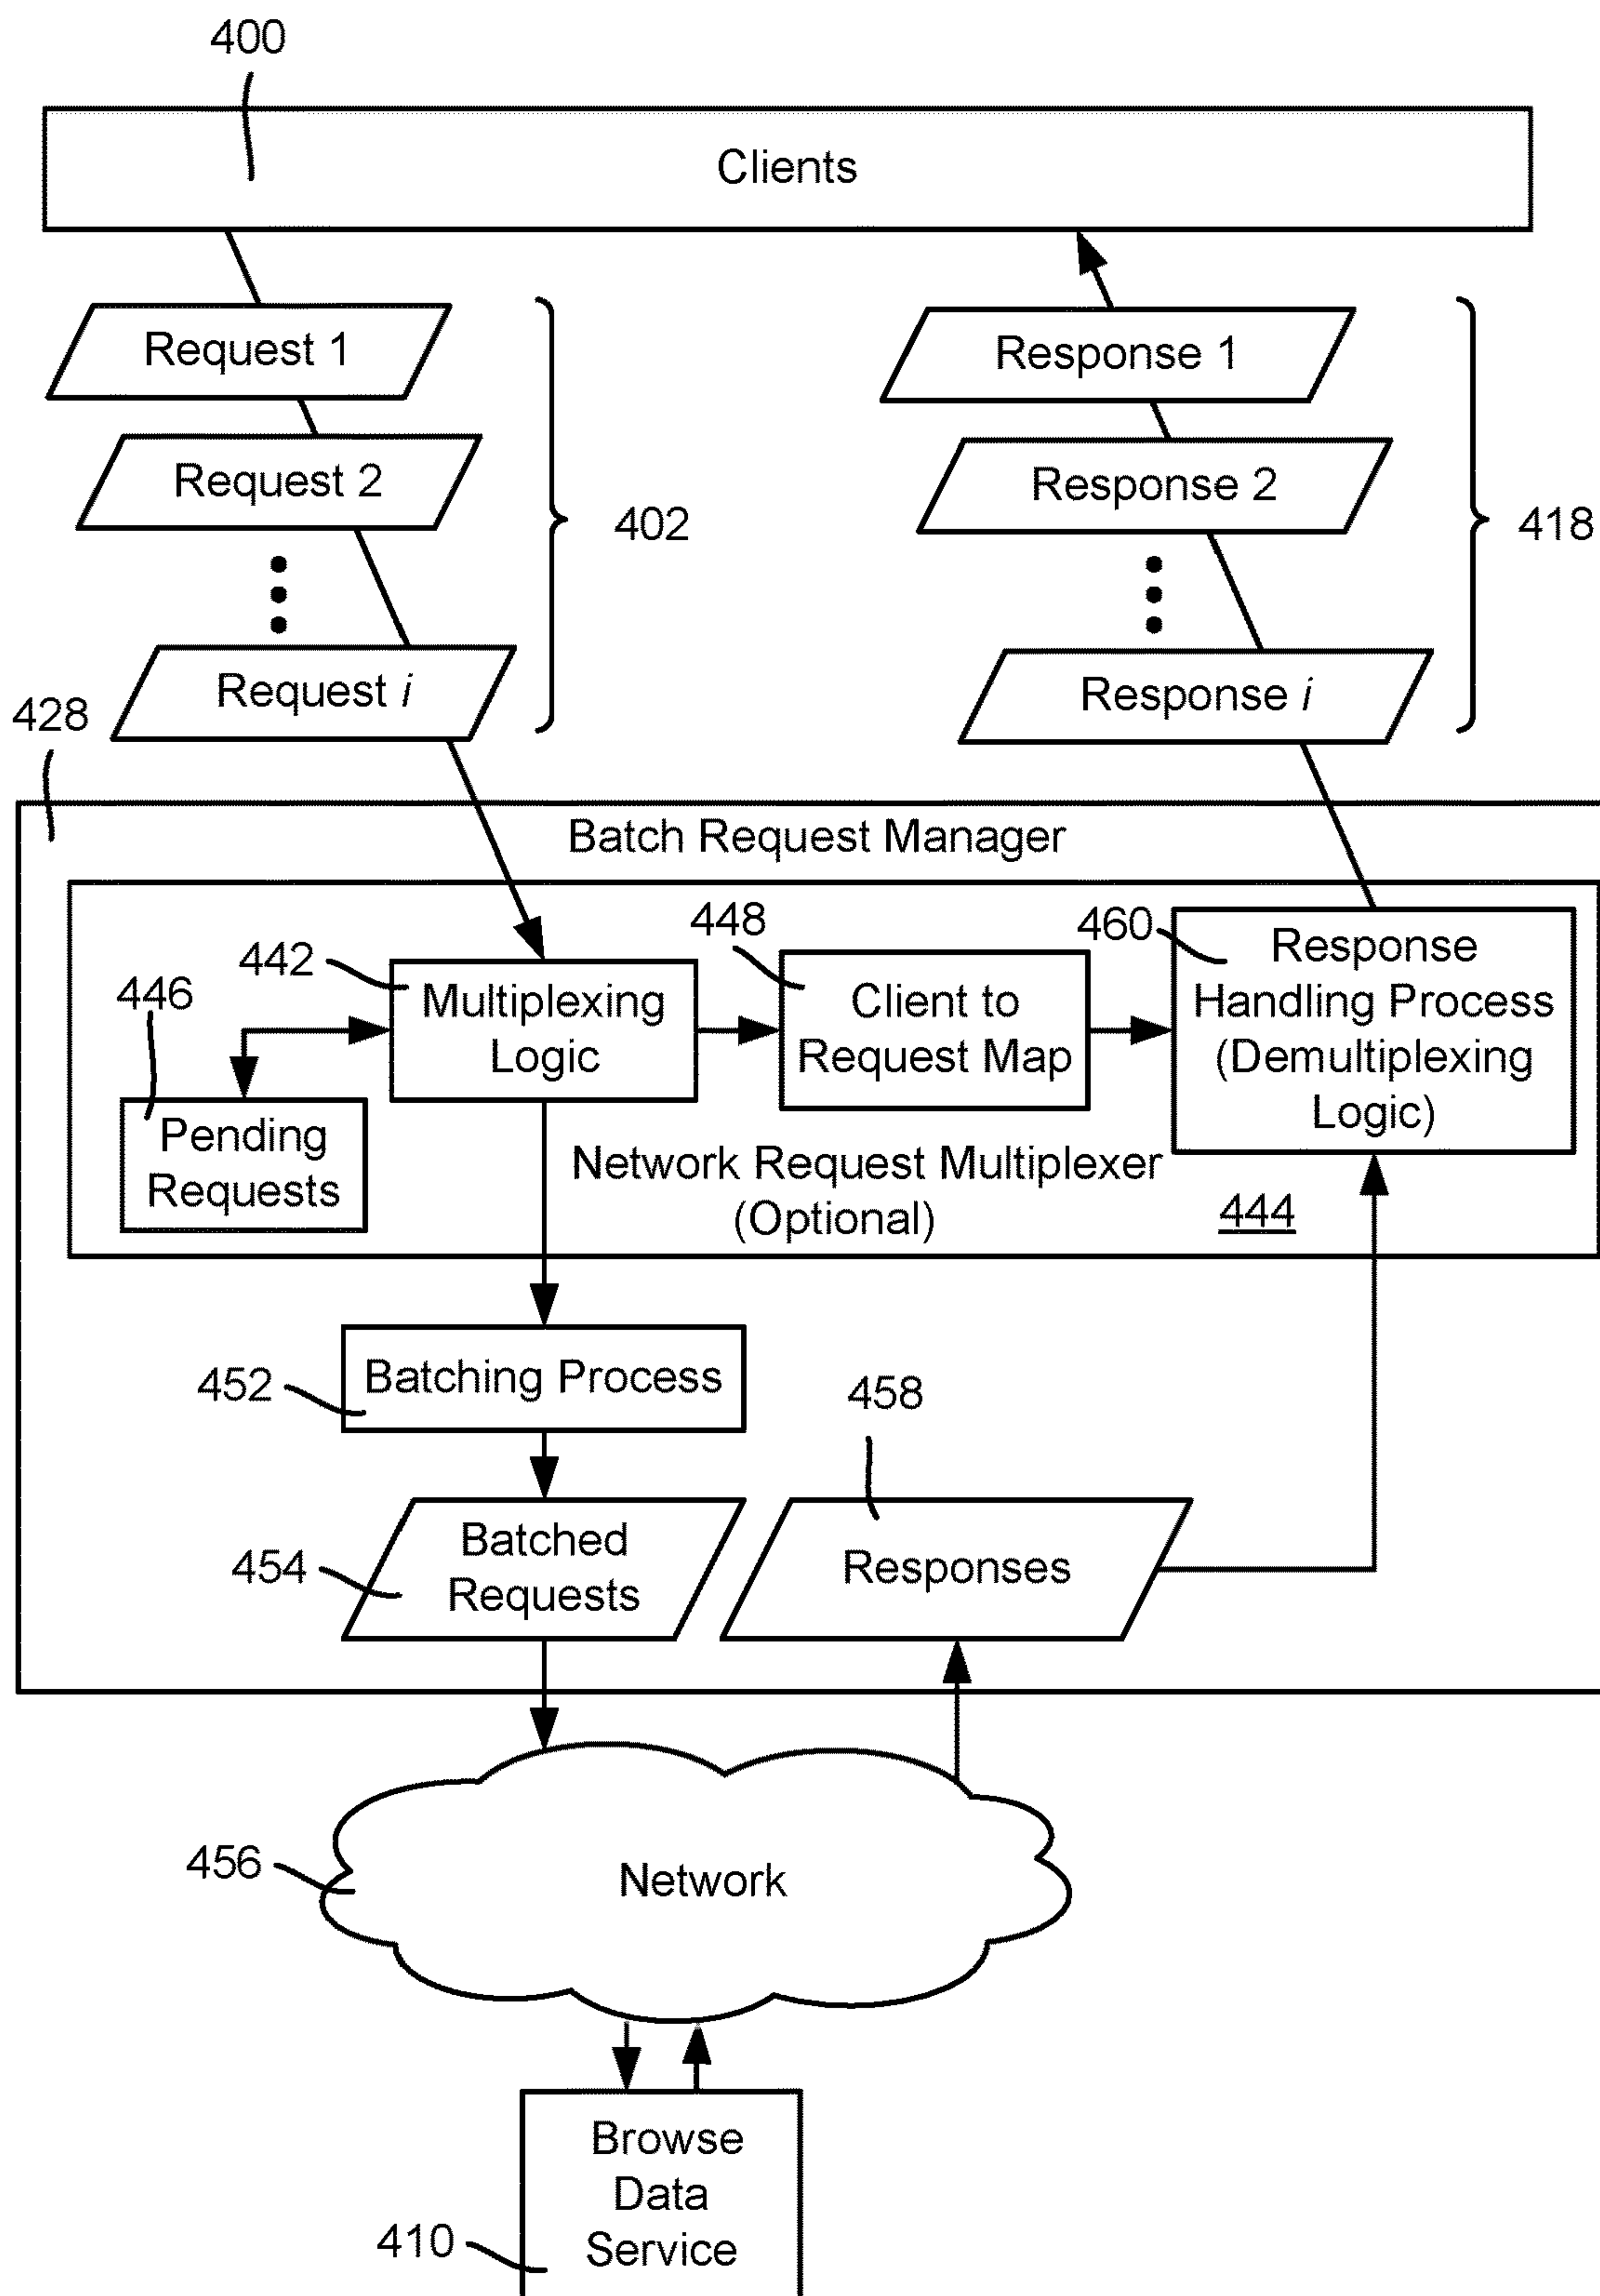 400
Clients
Request 1
Request 2
Request i
402
Response 1
Response 2
Response i
418
428
Batch Request Manager
442
446
448
460
Multiplexing
Logic
Client to
Request Map
Response
Handling Process
(Demultiplexing
Logic)
Pending
Requests
Network Request Multiplexer
(Optional)
444
Batching Process
452
458
Batched
Requests
454
Responses
456
Network
Browse
Data
Service
410